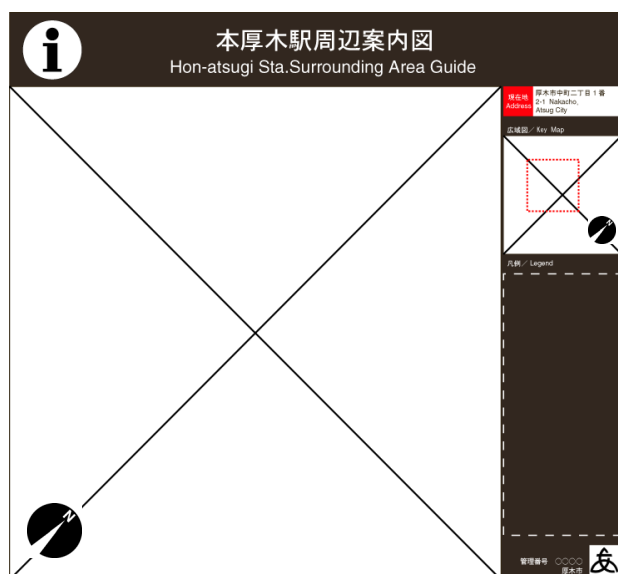 i
本厚木駅周辺案内図
Hon-atsugi Sta.Surrounding Area Guide
現在地
Address
厚木市中町二丁目1番
2-1 Nakacho,
Atsug City
広域図／Key Map
N
凡例／Legend
N
管理番号 〇〇〇〇
厚木市